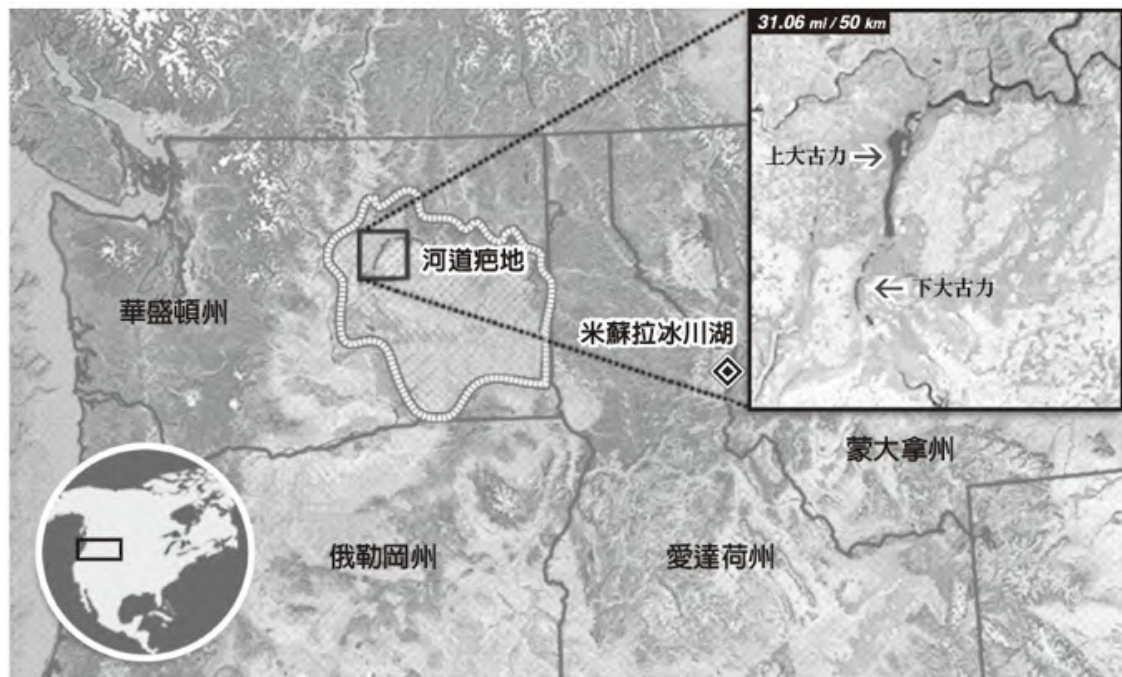 31.06 mi / 50 km
上大古力
下大古力
河道疤地
華盛頓州
米蘇拉冰川湖
蒙大拿州
俄勒岡州
愛達荷州